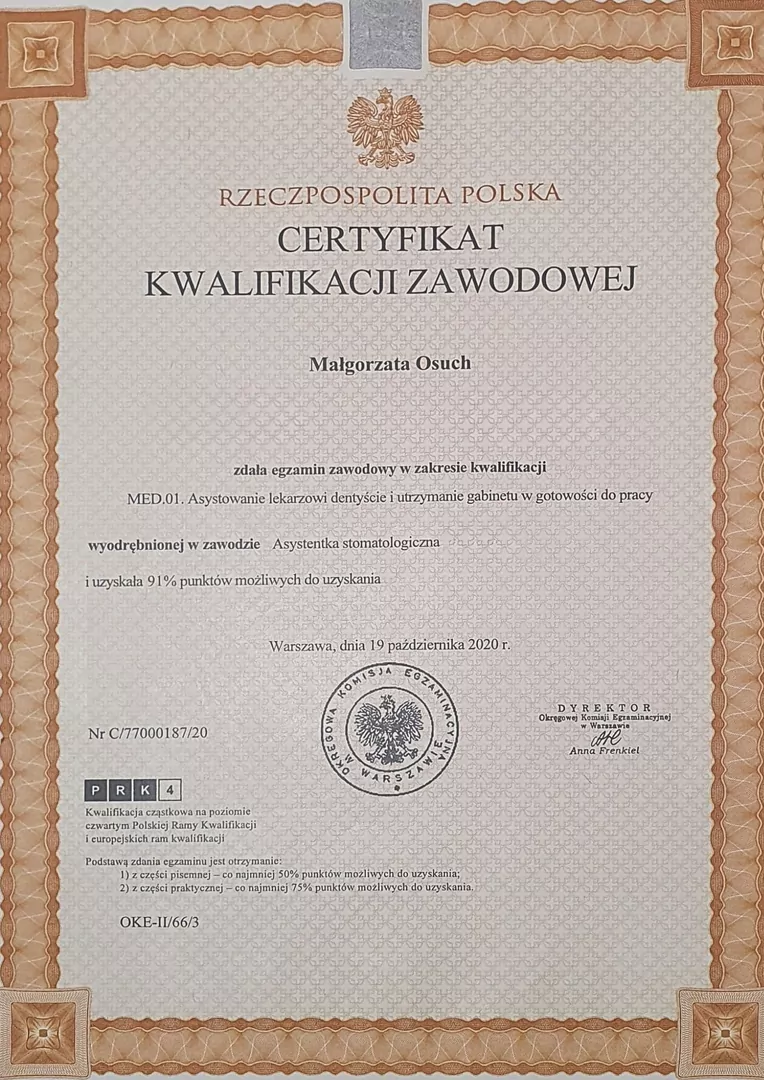 RZECZPOSPOLITA POLSKA
CERTYFIKAT
KWALIFIKACJI ZAWODOWEJ
Małgorzata Osuch
zdała egzamin zawodowy w zakresie kwalifikacji
MED.01. Asystowanie lekarzowi dentyście i utrzymanie gabinetu w gotowości do pracy
wyodrębnionej w zawodzie Asystentka stomatologiczna
i uzyskała 91% punktów możliwych do uzyskania
Warszawa, dnia 19 października 2020 r.
OKRĘGOWA KOMISJA EGZAMINACYJNA
W WARSZAWIE
DYREKTOR
Okręgowej Komisji Egzaminacyjnej
w Warszawie
Anna Frenkiel
Nr C/77000187/20
PRK4
Kwalifikacja cząstkowa na poziomie
czwartym Polskiej Ramy Kwalifikacji
i europejskich ram kwalifikacji
Podstawą zdania egzaminu jest otrzymanie:
1) z części pisemnej – co najmniej 50% punktów możliwych do uzyskania;
2) z części praktycznej – co najmniej 75% punktów możliwych do uzyskania.
OKE-II/66/3